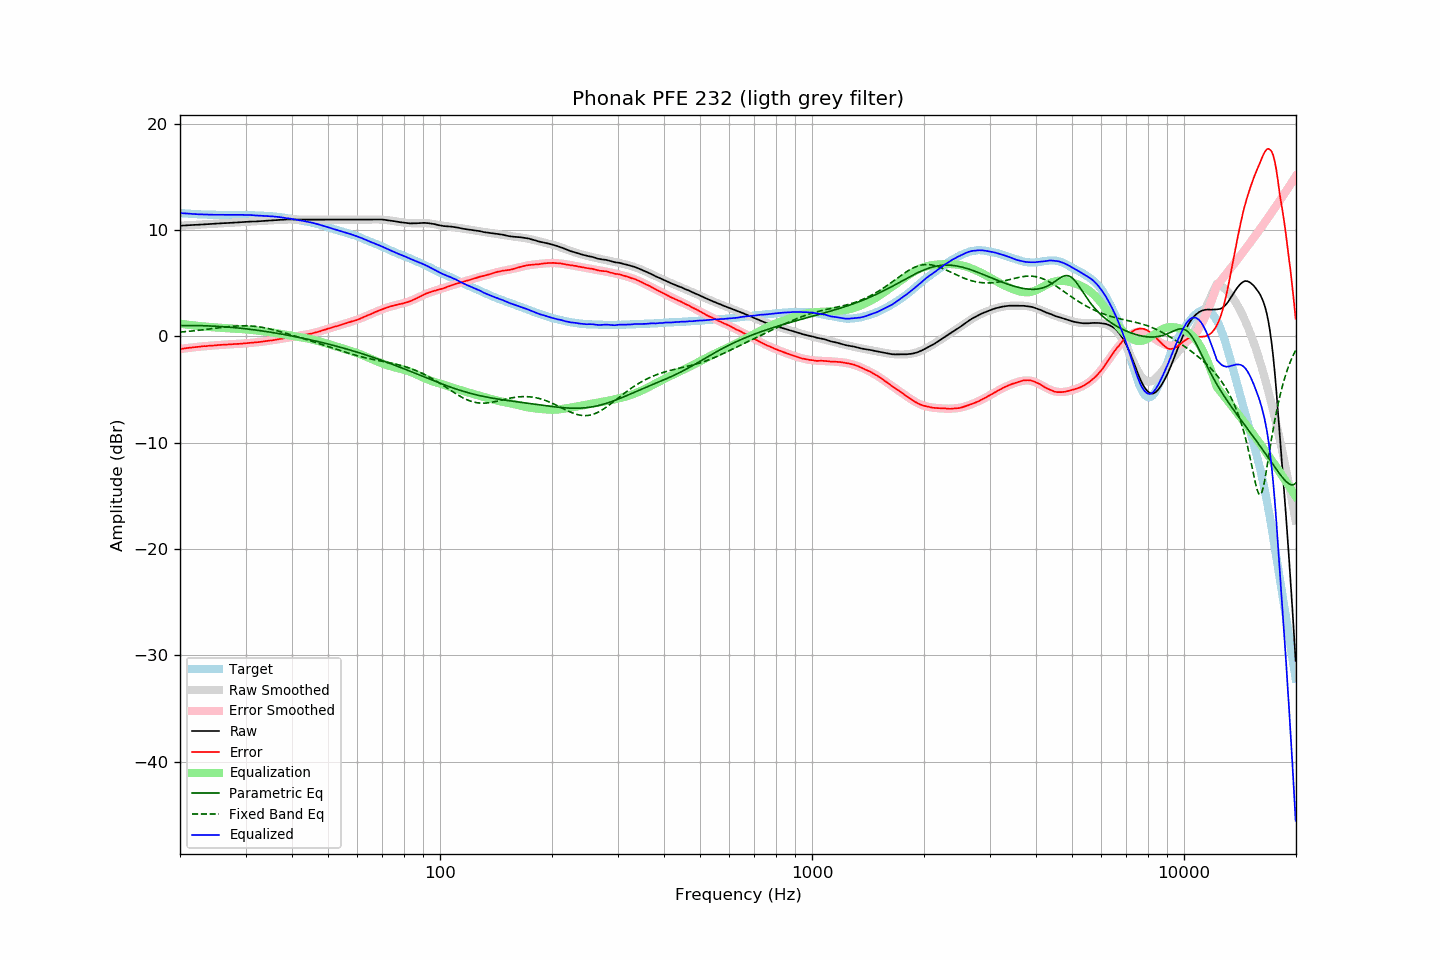 Phonak PFE 232 (ligth grey filter)
20
10
0
−10
−20
−30
−40
Amplitude (dBr)
Target
Raw Smoothed
Error Smoothed
Raw
Error
Equalization
Parametric Eq
Fixed Band Eq
Equalized
100
1000
10000
Frequency (Hz)